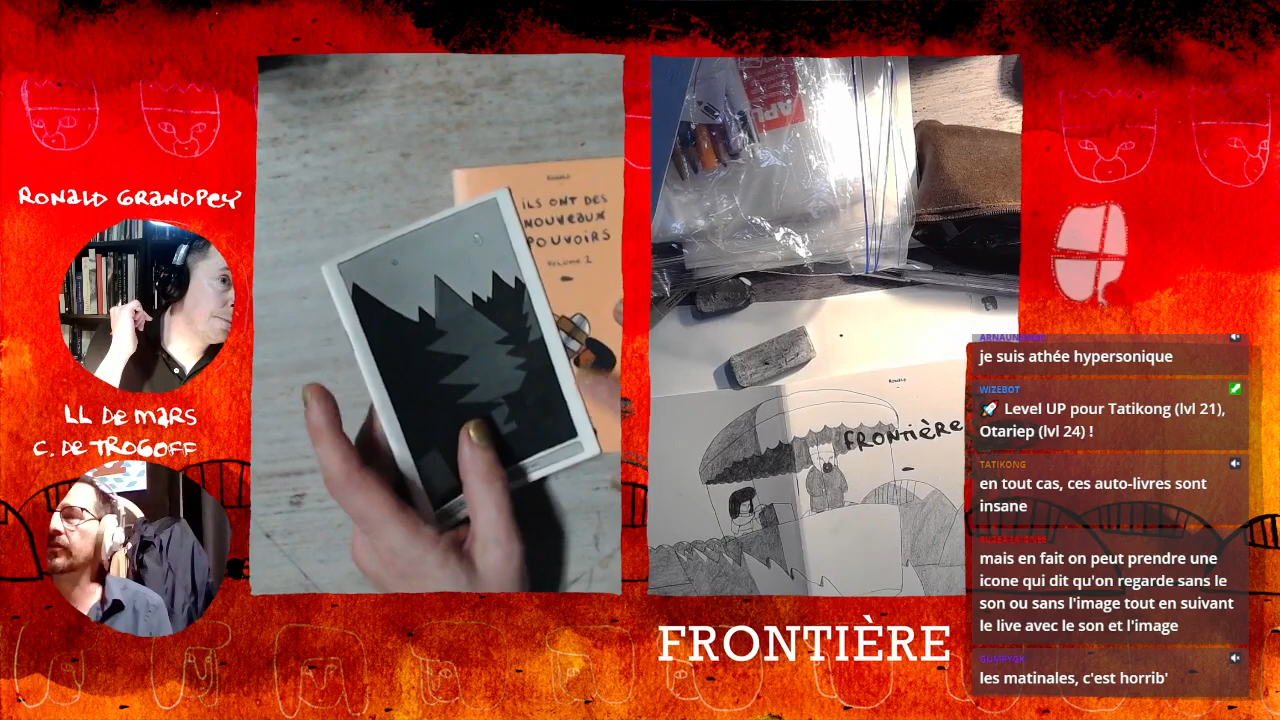 RONALD GRANDPEY
LL DE MARS
C. DE TROGOFF
RONALD
ILS ONT DES
NOUVEAUX
POUVOIRS
VOLUME 2
APLI
RONALD
FRONTIÈRE
FRONTIÈRE
je suis athée hypersonique
WIZEBOT
Level UP pour Tatikong (lvl 21),
Otariep (lvl 24) !
TATIKONG
en tout cas, ces auto-livres sont
insane
mais en fait on peut prendre une
icone qui dit qu'on regarde sans le
son ou sans l'image tout en suivant
le live avec le son et l'image
les matinales, c'est horrib'